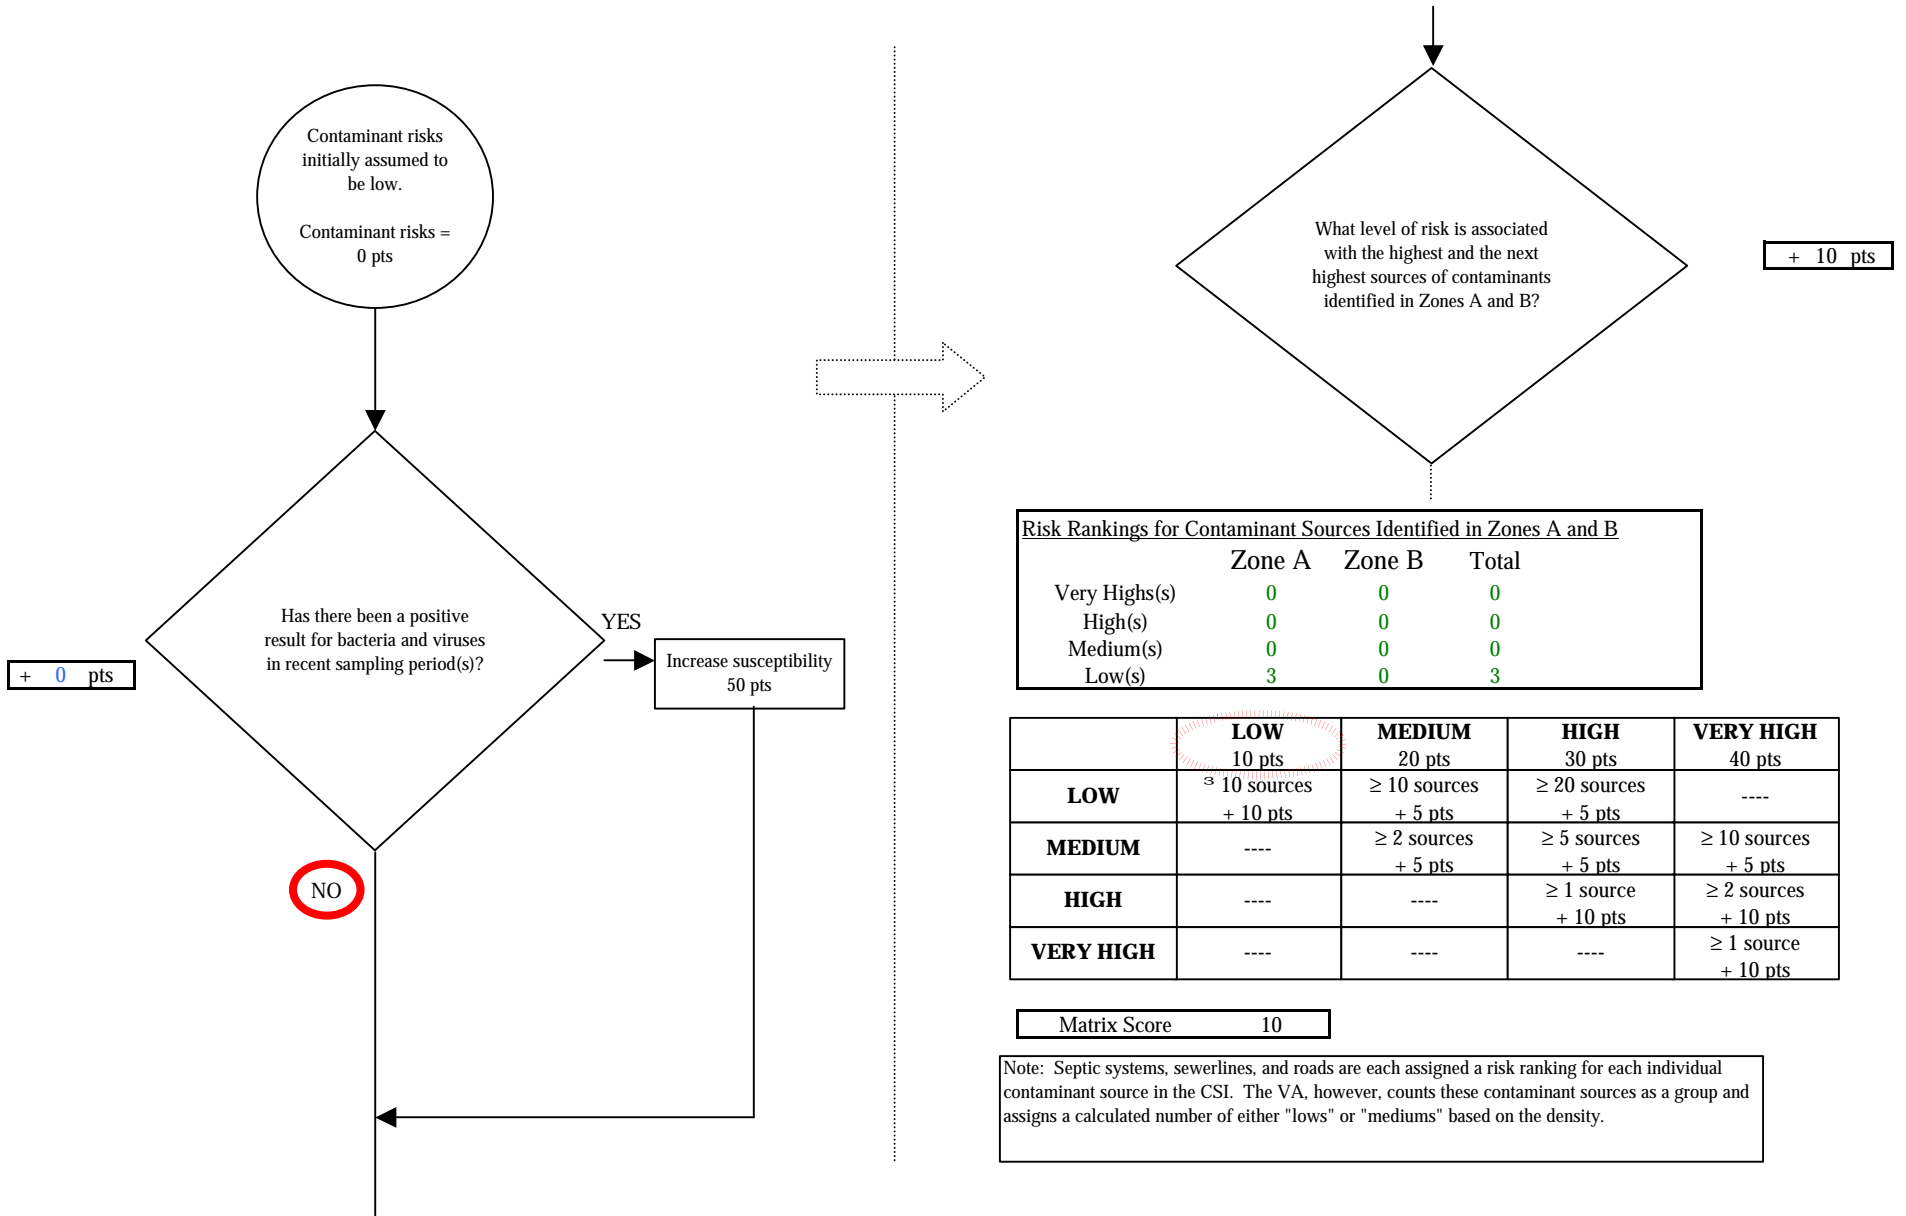 Contaminant risks
initially assumed to
be low.
Contaminant risks =
0 pts
Has there been a positive
result for bacteria and viruses
in recent sampling period(s)?
+ 0 pts
YES
Increase susceptibility
50 pts
NO
What level of risk is associated
with the highest and the next
highest sources of contaminants
identified in Zones A and B?
+ 10 pts
Risk Rankings for Contaminant Sources Identified in Zones A and B
Zone A Zone B Total
Very Highs(s) 0 0 0
High(s) 0 0 0
Medium(s) 0 0 0
Low(s) 3 0 3
LOW MEDIUM HIGH VERY HIGH
10 pts 20 pts 30 pts 40 pts
LOW ³ 10 sources ≥ 10 sources ≥ 20 sources ----
+ 10 pts + 5 pts + 5 pts
MEDIUM ---- ≥ 2 sources ≥ 5 sources ≥ 10 sources
+ 5 pts + 5 pts + 5 pts
HIGH ---- ---- ≥ 1 source ≥ 2 sources
+ 10 pts + 10 pts
VERY HIGH ---- ---- ---- ≥ 1 source
+ 10 pts
Matrix Score 10
Note: Septic systems, sewerlines, and roads are each assigned a risk ranking for each individual
contaminant source in the CSI. The VA, however, counts these contaminant sources as a group and
assigns a calculated number of either "lows" or "mediums" based on the density.